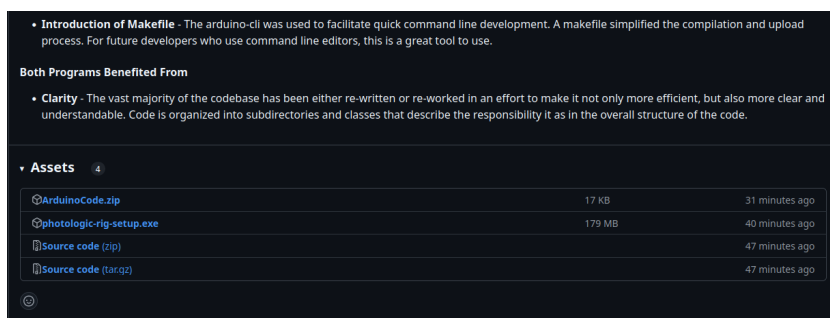 • Introduction of Makefile - The arduino-cli was used to facilitate quick command line development. A makefile simplified the compilation and upload
process. For future developers who use command line editors, this is a great tool to use.
Both Programs Benefited From
• Clarity - The vast majority of the codebase has been either re-written or re-worked in an effort to make it not only more efficient, but also more clear and
understandable. Code is organized into subdirectories and classes that describe the responsibility it as in the overall structure of the code.
Assets 4
ArduinoCode.zip 17 KB 31 minutes ago
photologic-rig-setup.exe 179 MB 40 minutes ago
Source code (zip) 47 minutes ago
Source code (tar.gz) 47 minutes ago